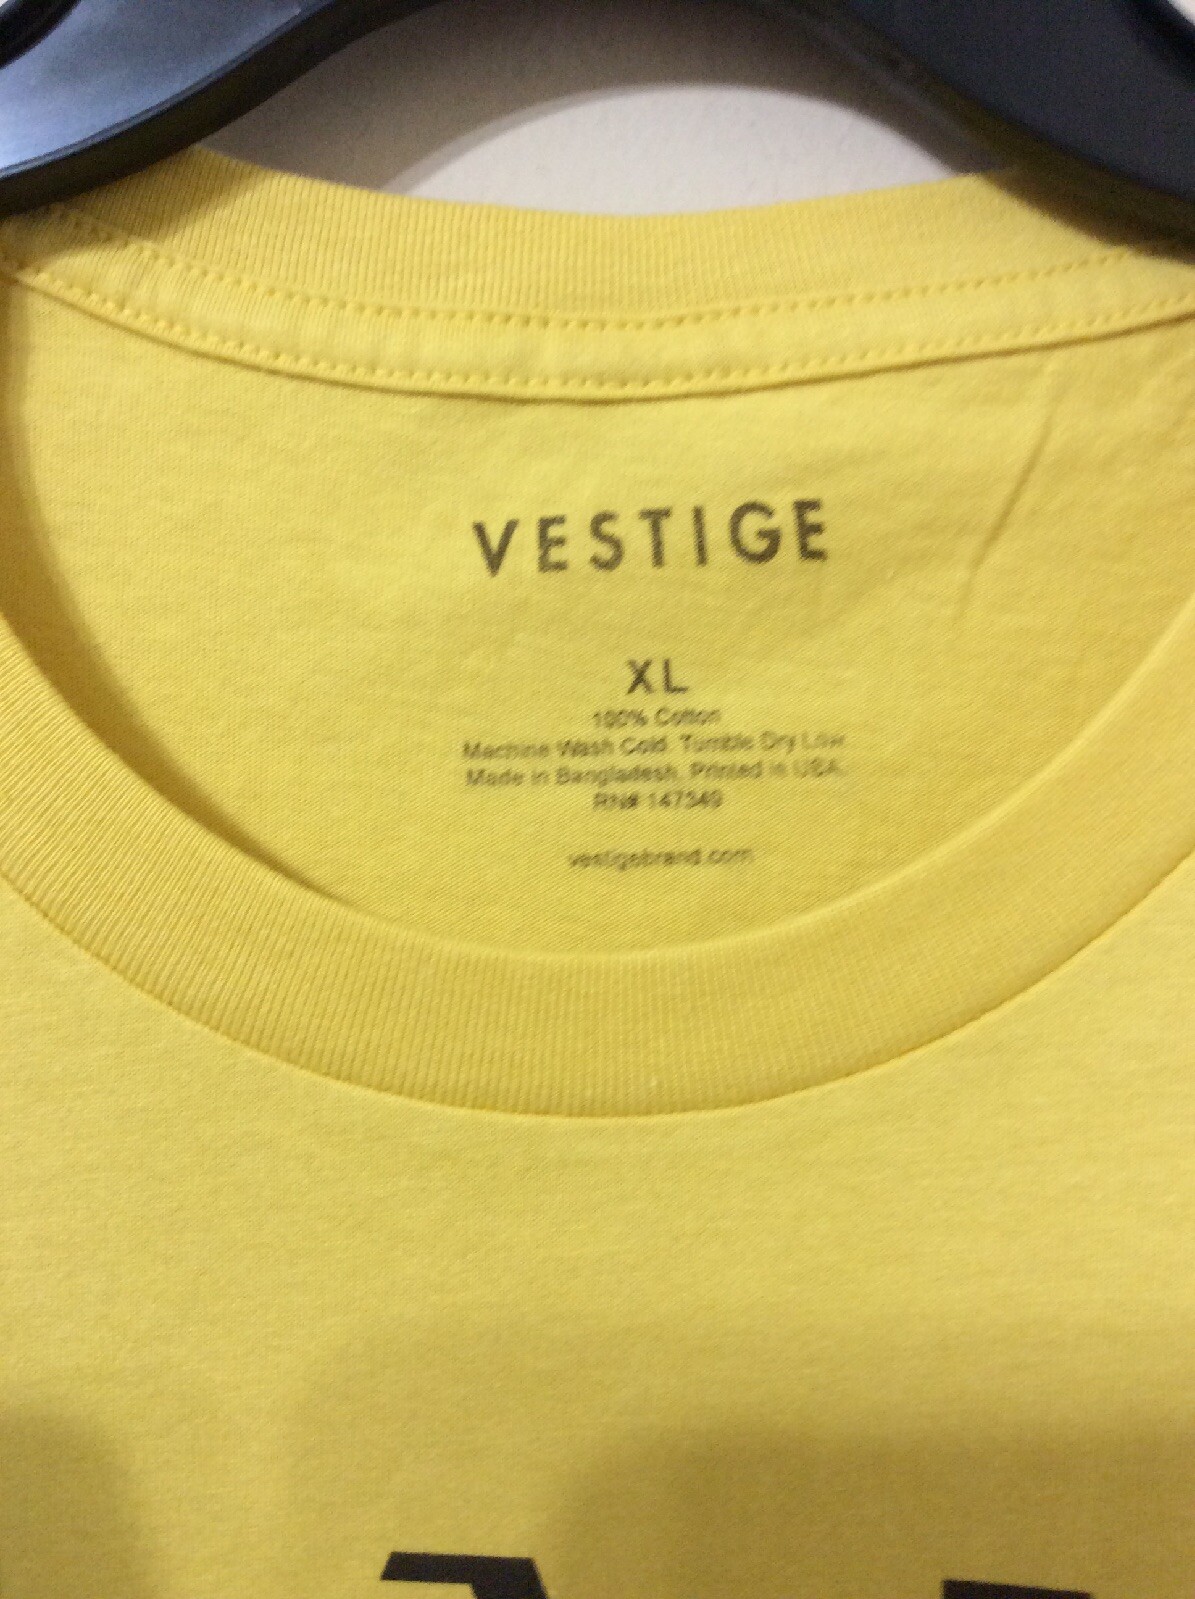 VESTIGE
XL
100% Cotton
Machine Wash Cold. Tumble Dry Low.
Made in Bangladesh. Printed in USA.
RN# 147349
vestigebrand.com